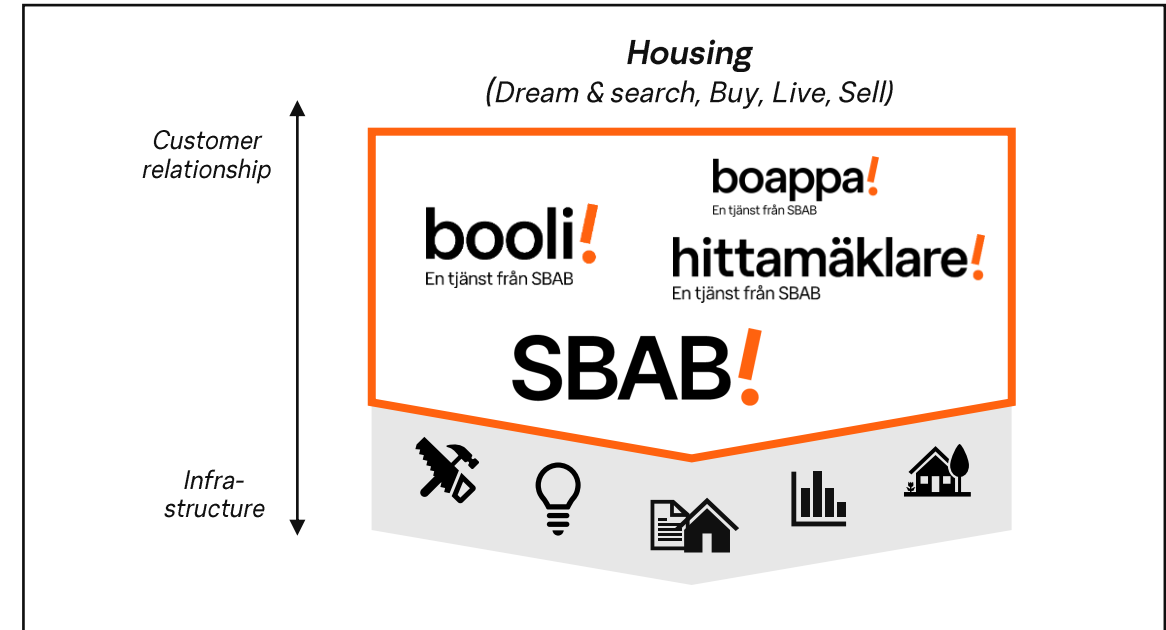 Housing
(Dream & search, Buy, Live, Sell)
Customer
relationship
boappa!
En tjänst från SBAB
booli!
En tjänst från SBAB
hittamäklare!
En tjänst från SBAB
SBAB!
Infra-
structure